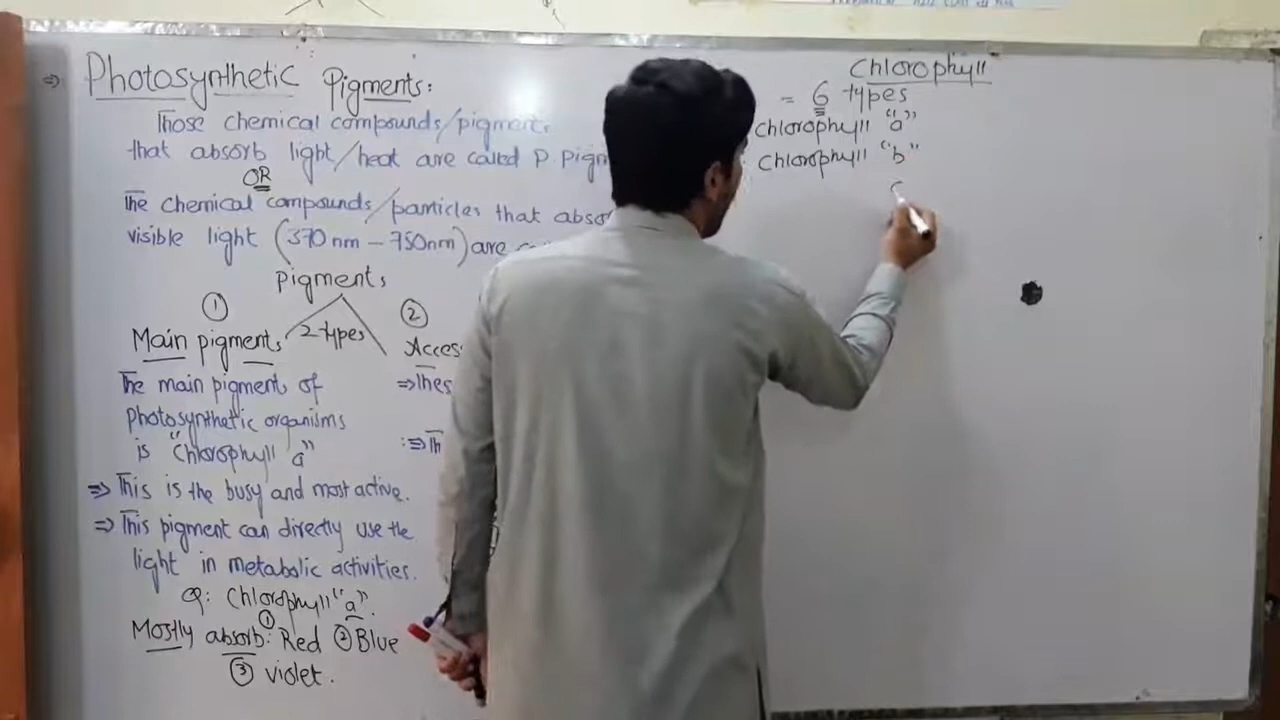 ⇒ Photosynthetic Pigments:
Those chemical compounds/pigments
that absorb light/heat are called P. pigm
OR
The chemical compounds/particles that abso
visible light (370 nm - 750nm) are
Pigments
2 types
①
Main pigments
The main pigment of
photosynthetic organisms
is "Chlorophyll a"
⇒ This is the busy and most active.
⇒ This pigment can directly use the
light in metabolic activities.
Q: Chlorophyll "a".
Mostly absorb: ① Red ② Blue
③ violet.
②
Acces
⇒ Thes
:⇒ Th
Chlorophyll
= 6 types
chlorophyll "a"
chlorophyll "b"